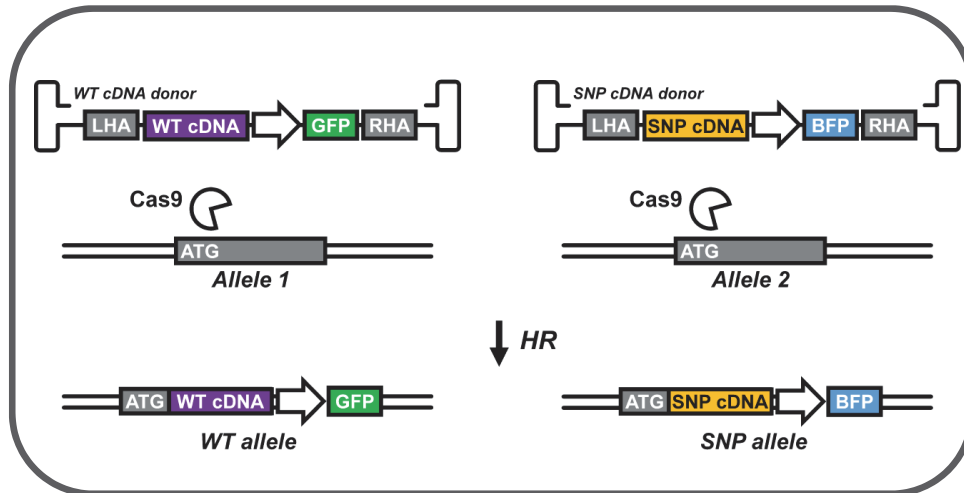 WT cDNA donor
LHA WT cDNA GFP RHA
SNP cDNA donor
LHA SNP cDNA BFP RHA
Cas9
ATG
Allele 1
Cas9
ATG
Allele 2
HR
ATG WT cDNA GFP
WT allele
ATG SNP cDNA BFP
SNP allele